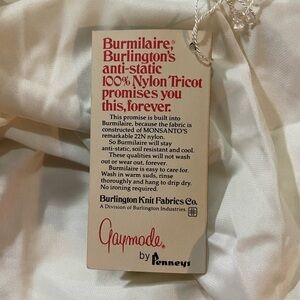 Burmilaire,®
Burlington's
anti-static
100% Nylon Tricot
promises you
this, forever.
This promise is built into
Burmilaire, because the fabric is
constructed of MONSANTO'S
remarkable 22N nylon.
So Burmilaire will stay
anti-static, soil resistant and cool.
These qualities will not wash
out or wear out, forever.
Burmilaire is easy to care for.
Wash in warm suds, rinse
thoroughly and hang to drip dry.
No ironing required.
Burlington Knit Fabrics Co.
A Division of Burlington Industries.
Gaymode®
by Penneys